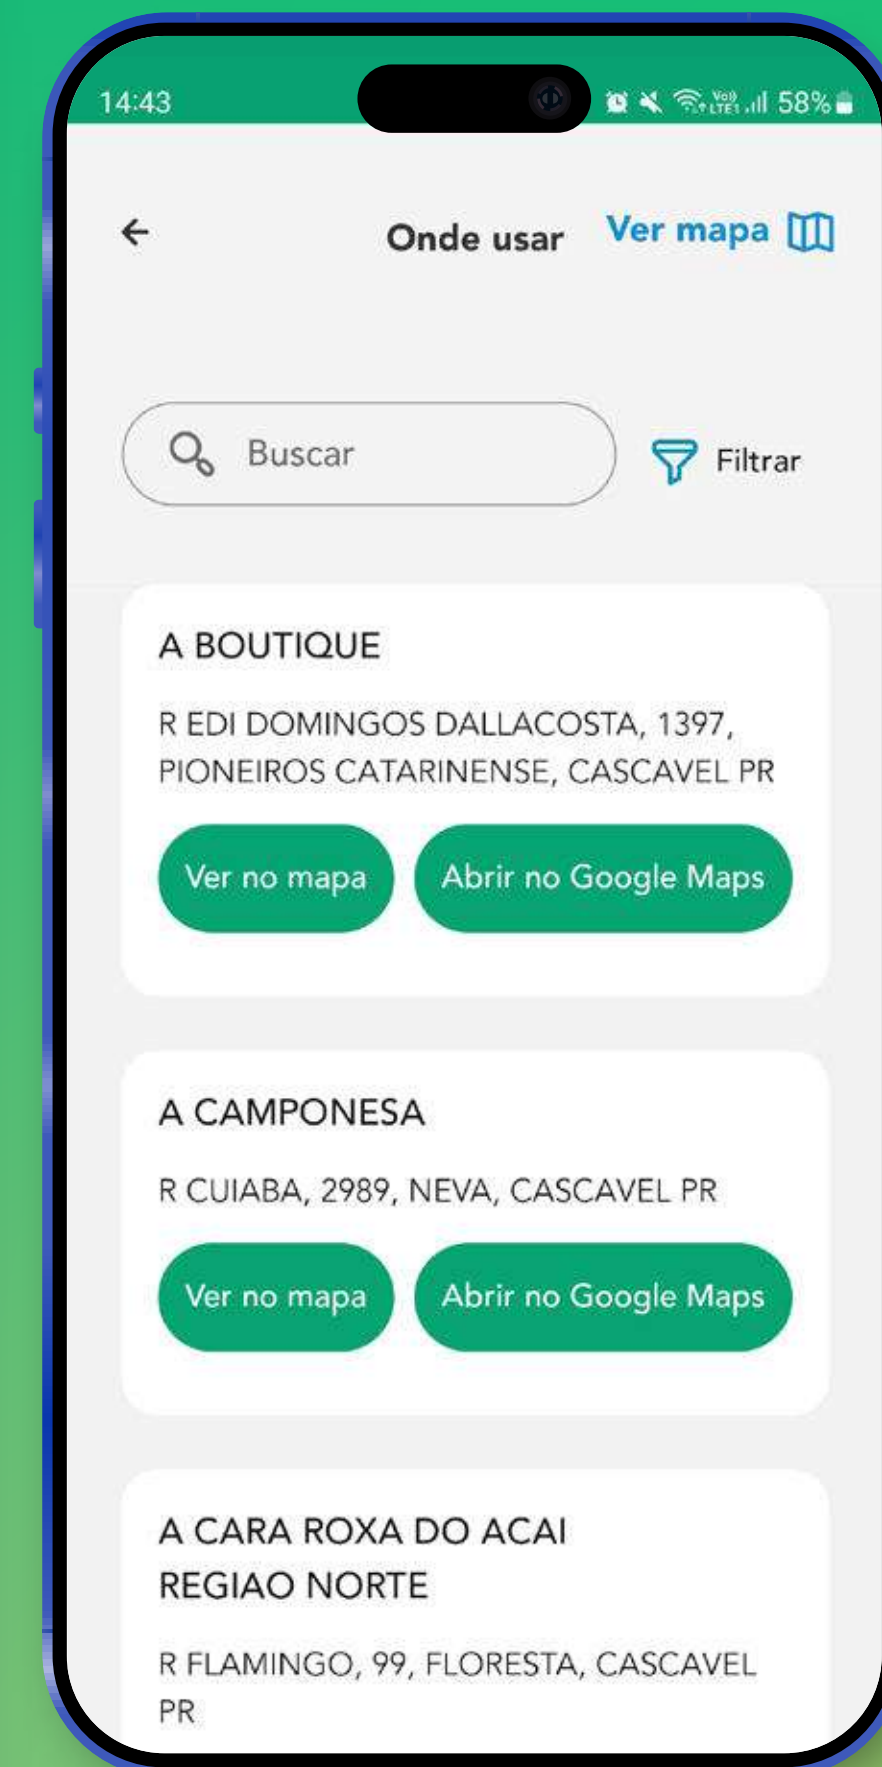 14:43
58%
Onde usar
Ver mapa
Buscar
Filtrar
A BOUTIQUE
R EDI DOMINGOS DALLACOSTA, 1397,
PIONEIROS CATARINENSE, CASCAVEL PR
Ver no mapa
Abrir no Google Maps
A CAMPONESA
R CUIABA, 2989, NEVA, CASCAVEL PR
Ver no mapa
Abrir no Google Maps
A CARA ROXA DO ACAI
REGIAO NORTE
R FLAMINGO, 99, FLORESTA, CASCAVEL
PR